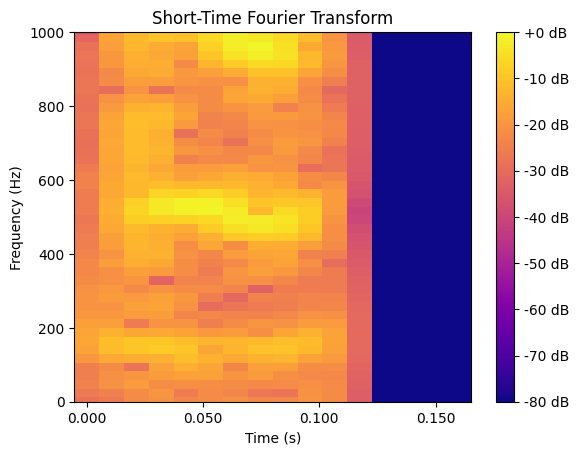 Short-Time Fourier Transform
1000
800
600
400
200
0
Frequency (Hz)
0.000
0.050
0.100
0.150
Time (s)
+0 dB
-10 dB
-20 dB
-30 dB
-40 dB
-50 dB
-60 dB
-70 dB
-80 dB